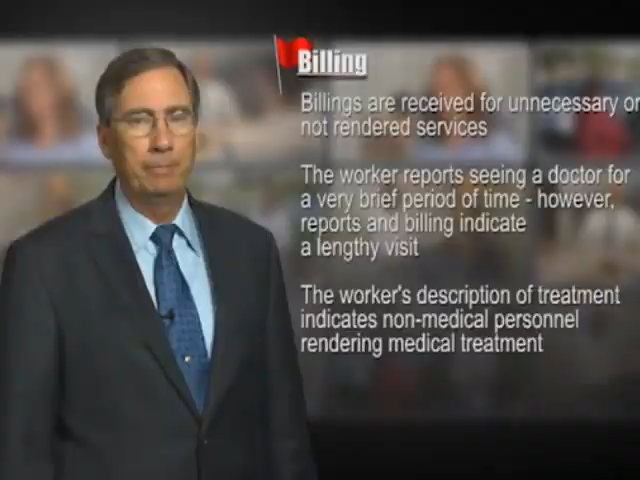 Billing
Billings are received for unnecessary or
not rendered services
The worker reports seeing a doctor for
a very brief period of time - however,
reports and billing indicate
a lengthy visit
The worker's description of treatment
indicates non-medical personnel
rendering medical treatment